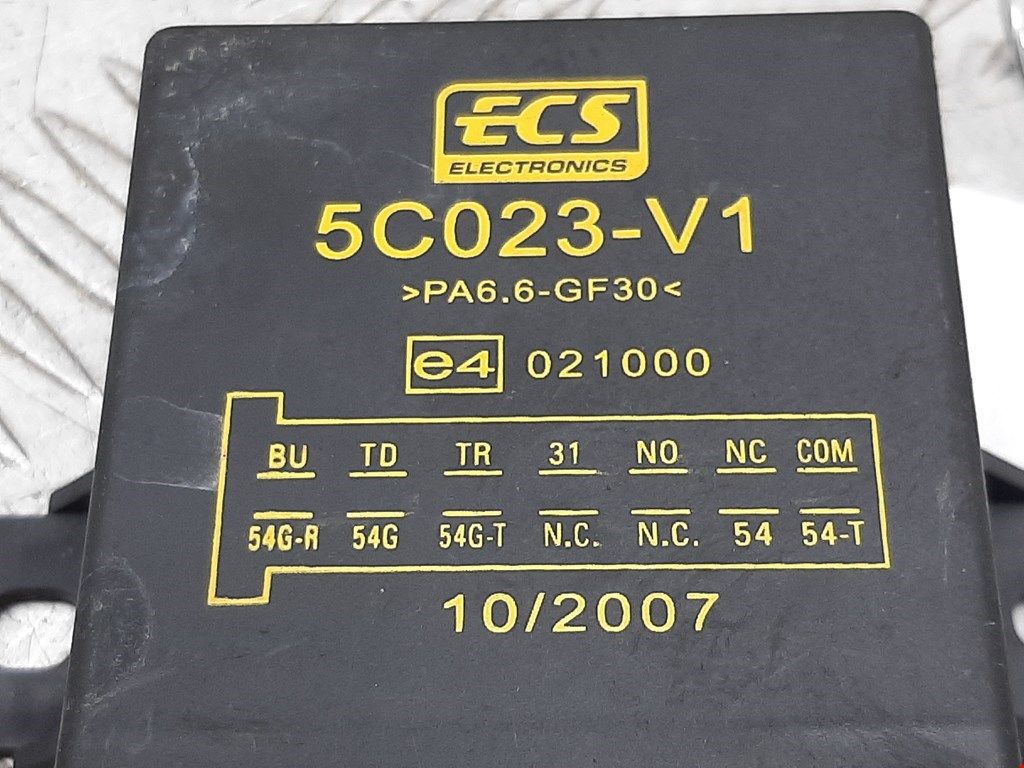 ECS
ELECTRONICS
5C023-V1
>PA6.6-GF30<
e4 021000
BU TD TR 31 NO NC COM
54G-R 54G 54G-T N.C. N.C. 54 54-T
10/2007